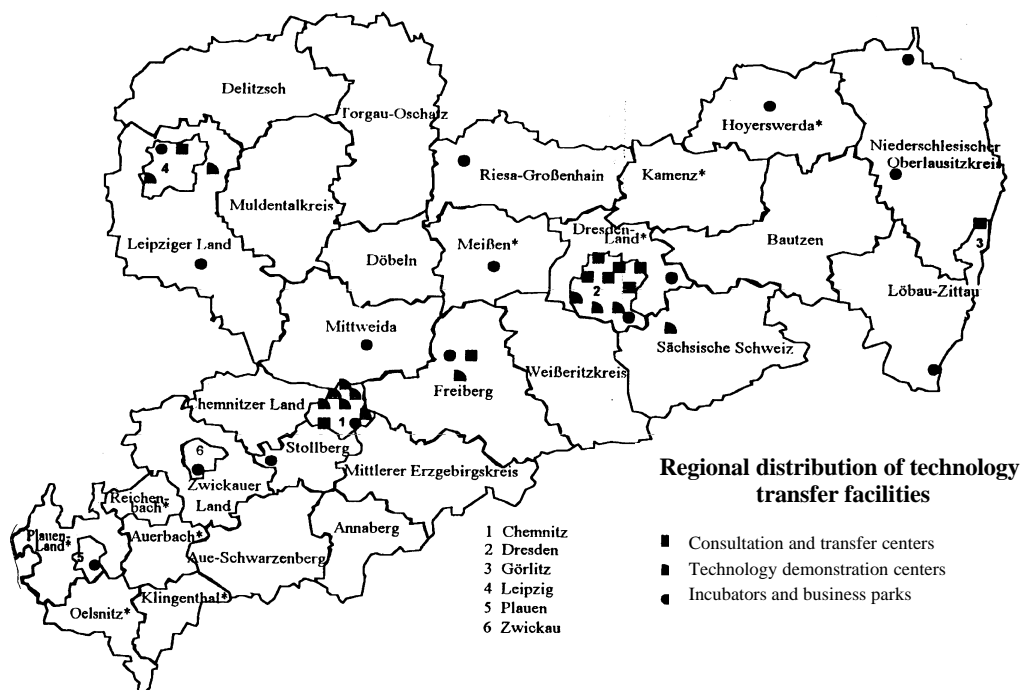 Delitzsch
Torgau-Oschatz
Hoyerswerda*
Niederschlesischer
Oberlausitzkreis
4
Riesa-Großenhain
Kamenz*
Muldentalkreis
Leipziger Land
Döbeln
Meißen*
Dresden-
Land*
2
Bautzen
3
Löbau-Zittau
Mittweida
Sächsische Schweiz
Weißeritzkreis
Freiberg
Chemnitzer Land
1
Stollberg
Mittlerer Erzgebirgskreis
6
Zwickauer
Land
Reichen-
bach*
Annaberg
Plauen-
Land*
5
Auerbach*
Aue-Schwarzenberg
Klingenthal*
Oelsnitz*
1 Chemnitz
2 Dresden
3 Görlitz
4 Leipzig
5 Plauen
6 Zwickau
Regional distribution of technology
transfer facilities
Consultation and transfer centers
Technology demonstration centers
Incubators and business parks